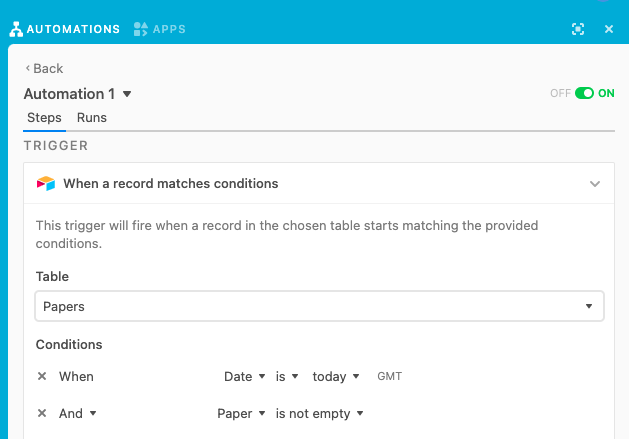 AUTOMATIONS APPS
Back
Automation 1
OFF ON
Steps Runs
TRIGGER
When a record matches conditions
This trigger will fire when a record in the chosen table starts matching the provided
conditions.
Table
Papers
Conditions
When Date is today GMT
And Paper is not empty